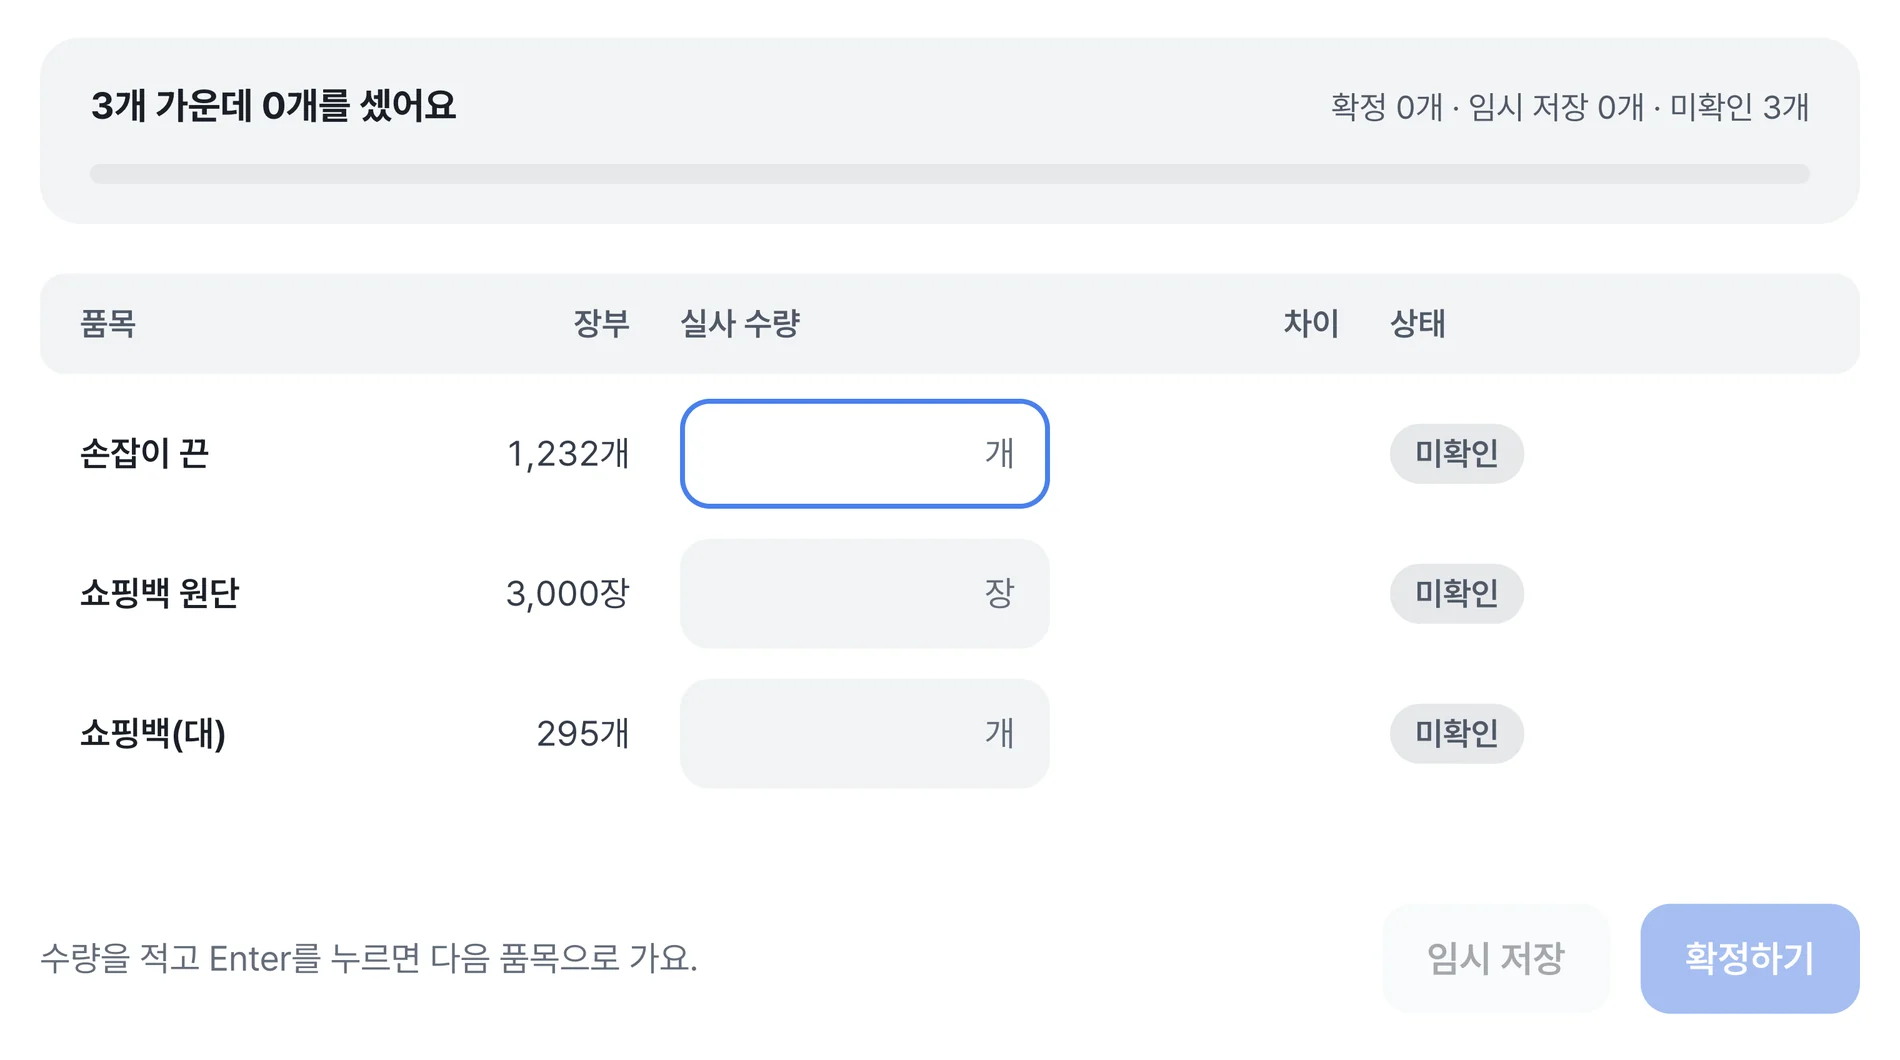 3개 가운데 0개를 셌어요
확정 0개 · 임시 저장 0개 · 미확인 3개
품목 장부 실사 수량 차이 상태
손잡이 끈 1,232개 개 미확인
쇼핑백 원단 3,000장 장 미확인
쇼핑백(대) 295개 개 미확인
수량을 적고 Enter를 누르면 다음 품목으로 가요.
임시 저장 확정하기